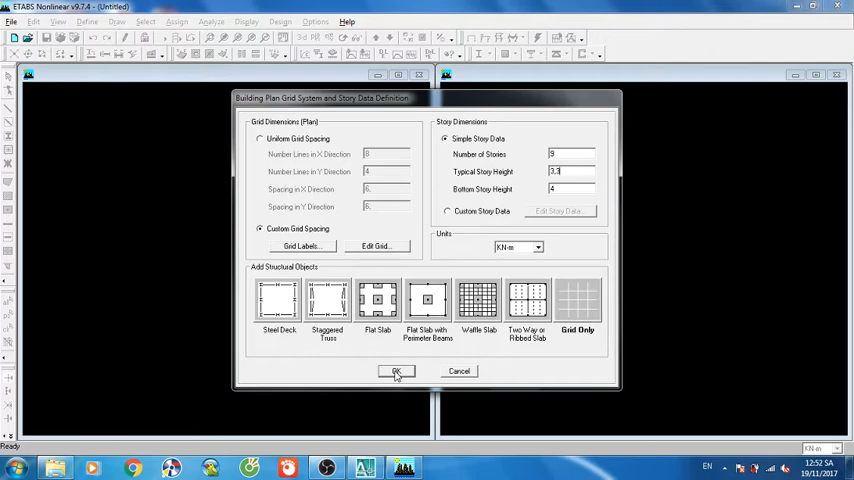 ETABS Nonlinear v9.7.4 - (Untitled)
File Edit View Define Draw Select Assign Analyze Display Design Options Help
Building Plan Grid System and Story Data Definition
Grid Dimensions (Plan)
Uniform Grid Spacing
Number Lines in X Direction 8
Number Lines in Y Direction 4
Spacing in X Direction 6.
Spacing in Y Direction 6.
Custom Grid Spacing
Grid Labels... Edit Grid...
Story Dimensions
Simple Story Data
Number of Stories 9
Typical Story Height 3,3
Bottom Story Height 4
Custom Story Data Edit Story Data...
Units
KN-m
Add Structural Objects
Steel Deck
Staggered
Truss
Flat Slab
Flat Slab with
Perimeter Beams
Waffle Slab
Two Way or
Ribbed Slab
Grid Only
OK Cancel
Ready KN-m
EN 12:52 SA
19/11/2017